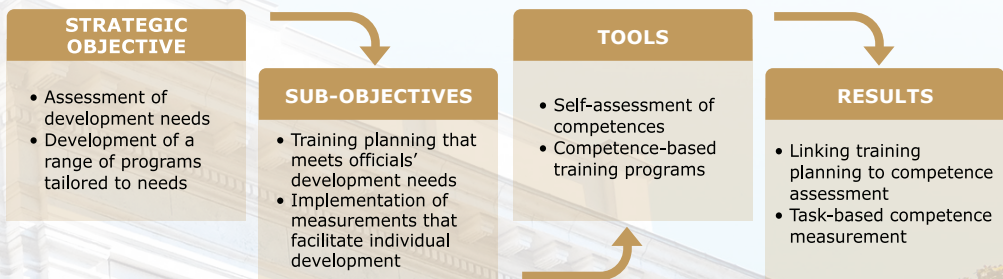 STRATEGIC
OBJECTIVE
• Assessment of
development needs
• Development of a
range of programs
tailored to needs
SUB-OBJECTIVES
• Training planning that
meets officials’
development needs
• Implementation of
measurements that
facilitate individual
development
TOOLS
• Self-assessment of
competences
• Competence-based
training programs
RESULTS
• Linking training
planning to competence
assessment
• Task-based competence
measurement